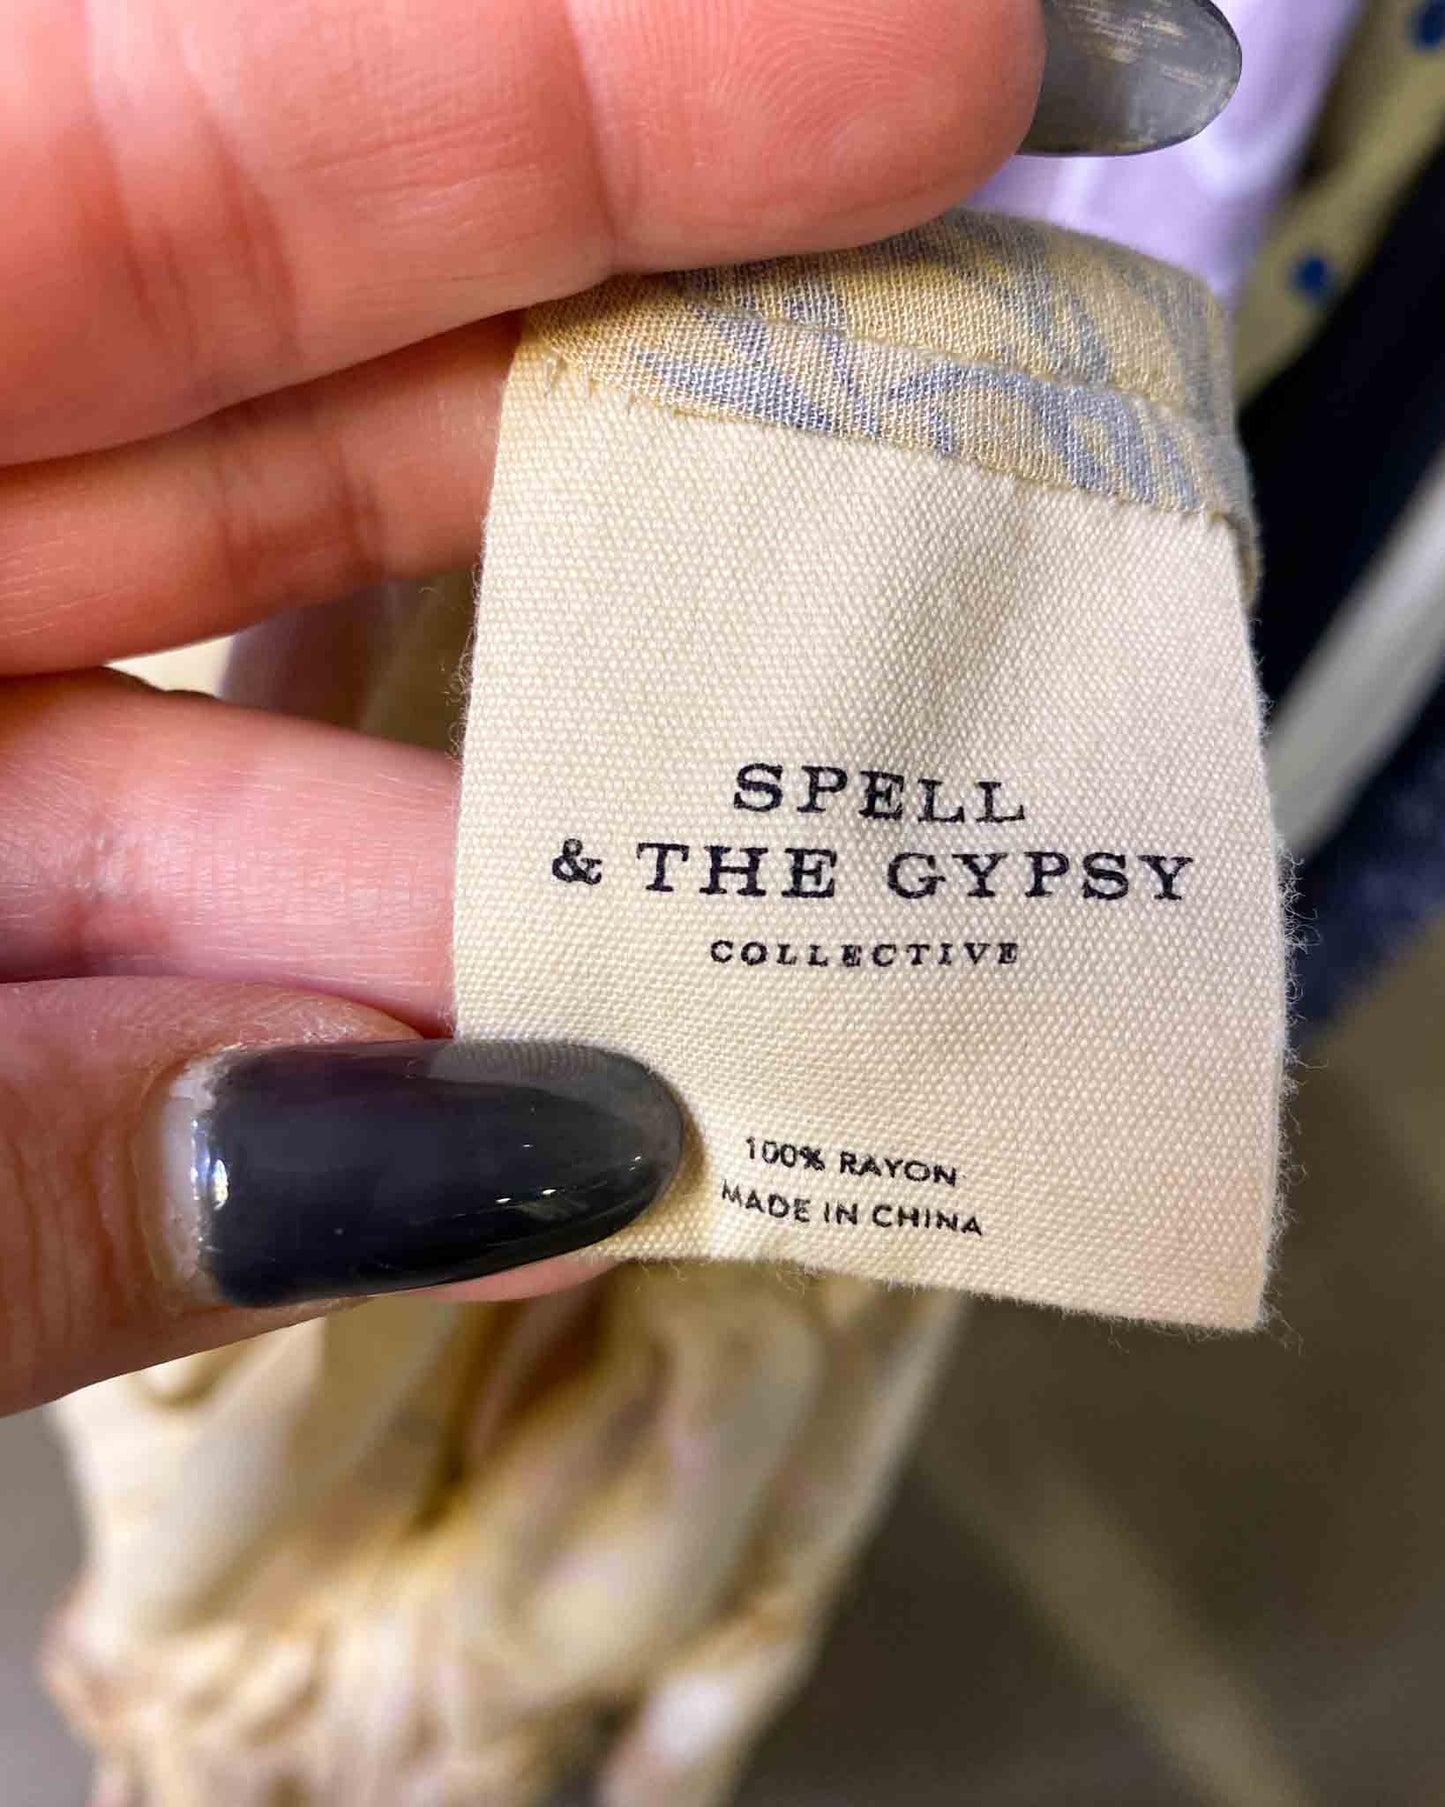 SPELL
& THE GYPSY
COLLECTIVE
100% RAYON
MADE IN CHINA